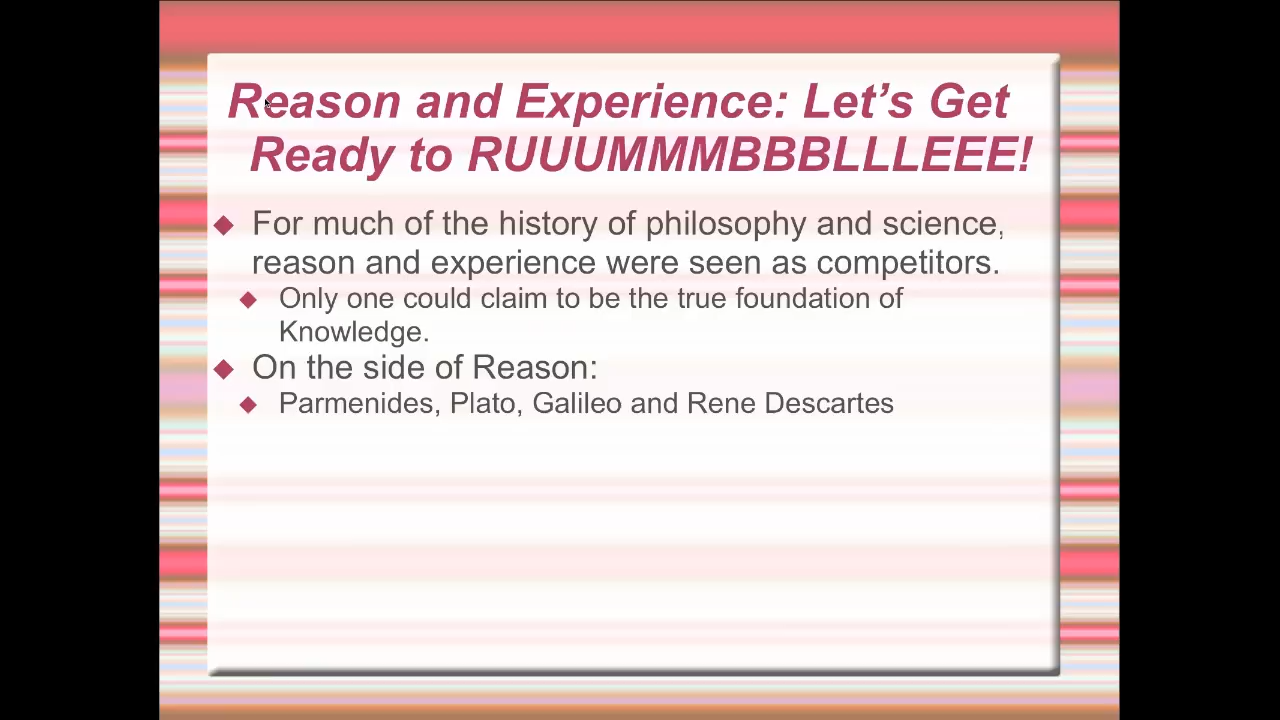 Reason and Experience: Let’s Get
Ready to RUUUMMMBBBLLLEEE!
For much of the history of philosophy and science,
reason and experience were seen as competitors.
Only one could claim to be the true foundation of
Knowledge.
On the side of Reason:
Parmenides, Plato, Galileo and Rene Descartes